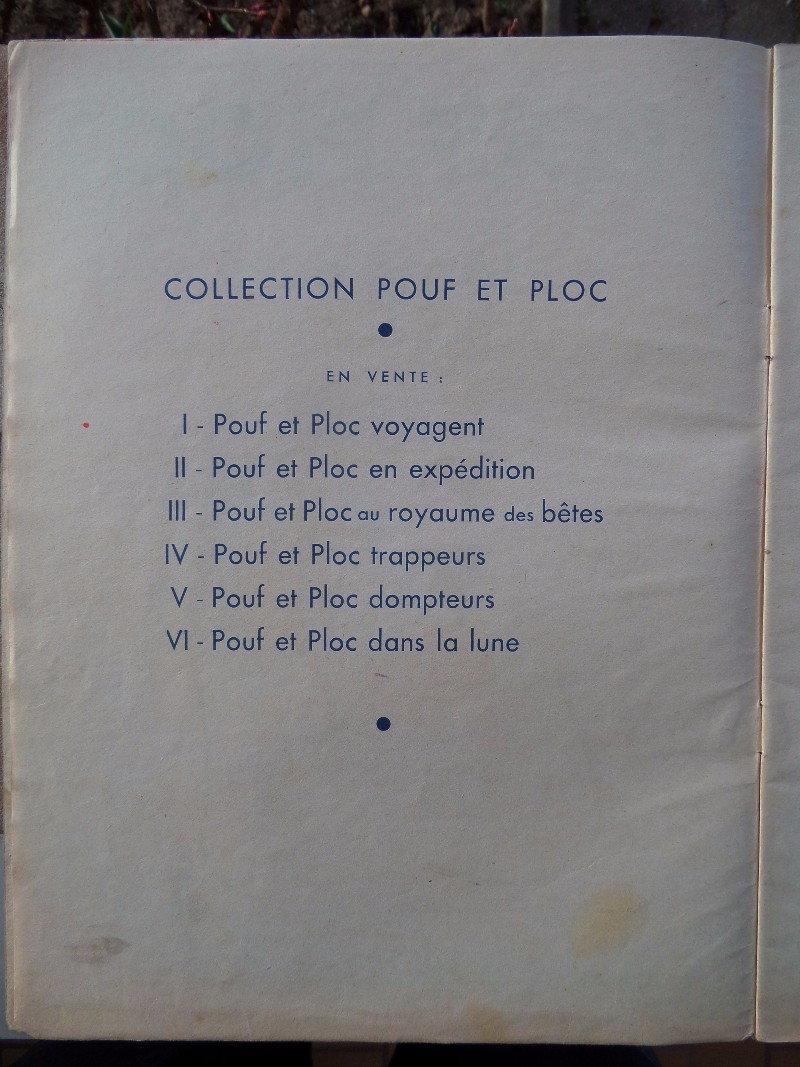 COLLECTION POUF ET PLOC
EN VENTE :
I - Pouf et Ploc voyagent
II - Pouf et Ploc en expédition
III - Pouf et Ploc au royaume des bêtes
IV - Pouf et Ploc trappeurs
V - Pouf et Ploc dompteurs
VI - Pouf et Ploc dans la lune